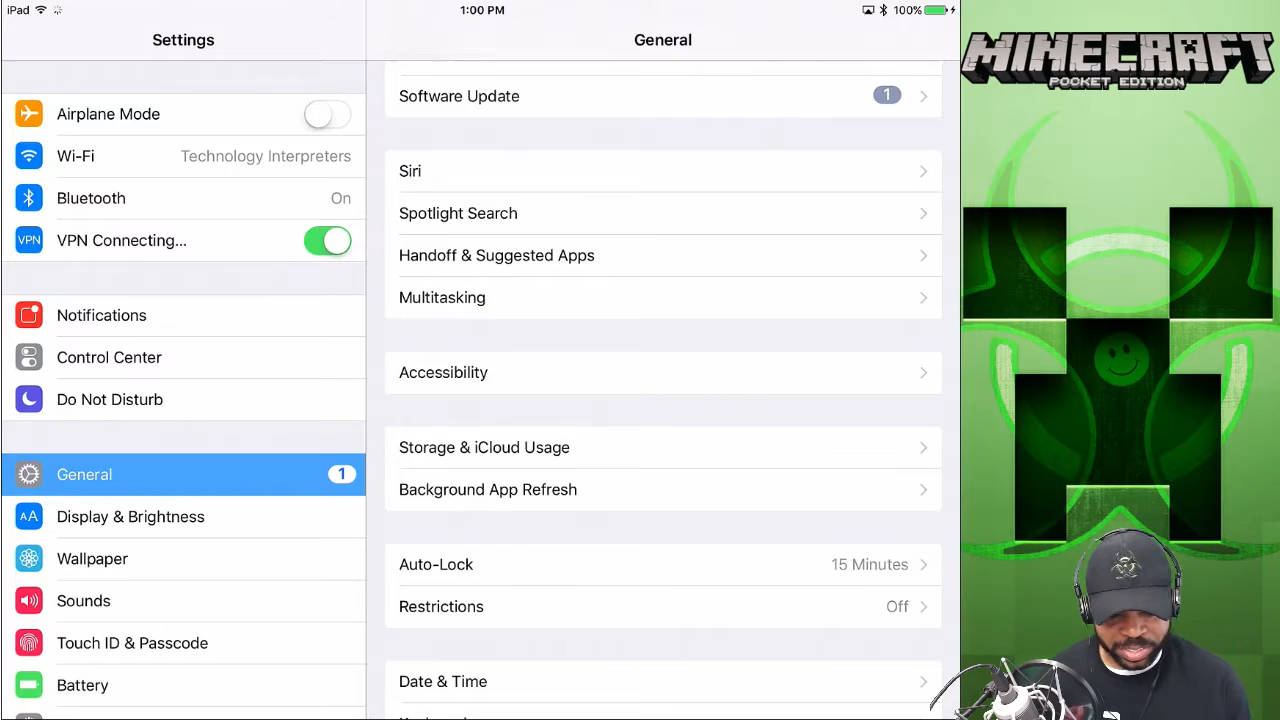 iPad
1:00 PM
100%
Settings
General
Airplane Mode
Wi-Fi Technology Interpreters
Bluetooth On
VPN VPN Connecting...
Notifications
Control Center
Do Not Disturb
General 1
AA Display & Brightness
Wallpaper
Sounds
Touch ID & Passcode
Battery
Software Update 1
Siri
Spotlight Search
Handoff & Suggested Apps
Multitasking
Accessibility
Storage & iCloud Usage
Background App Refresh
Auto-Lock 15 Minutes
Restrictions Off
Date & Time
MINECRAFT
POCKET EDITION